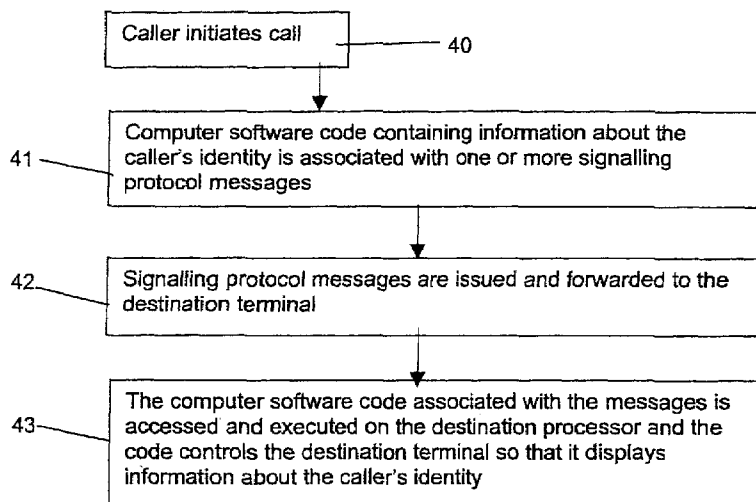 Caller initiates call
40
Computer software code containing information about the
caller's identity is associated with one or more signalling
protocol messages
41
Signalling protocol messages are issued and forwarded to the
destination terminal
42
The computer software code associated with the messages is
accessed and executed on the destination processor and the
code controls the destination terminal so that it displays
information about the caller's identity
43